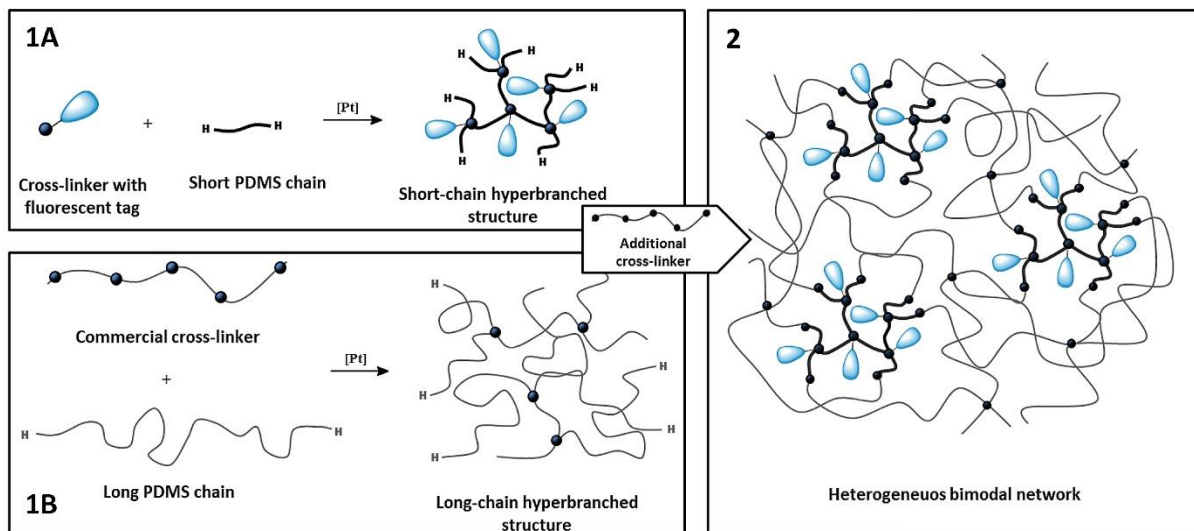 1A
H
H
H
H
H
H
H
H
+
H
H
[Pt]
Cross-linker with
fluorescent tag
Short PDMS chain
Short-chain hyperbranched
structure
Additional
cross-linker
1B
Commercial cross-linker
+
[Pt]
H
H
Long PDMS chain
H
H
H
H
H
Long-chain hyperbranched
structure
2
Heterogeneuos bimodal network